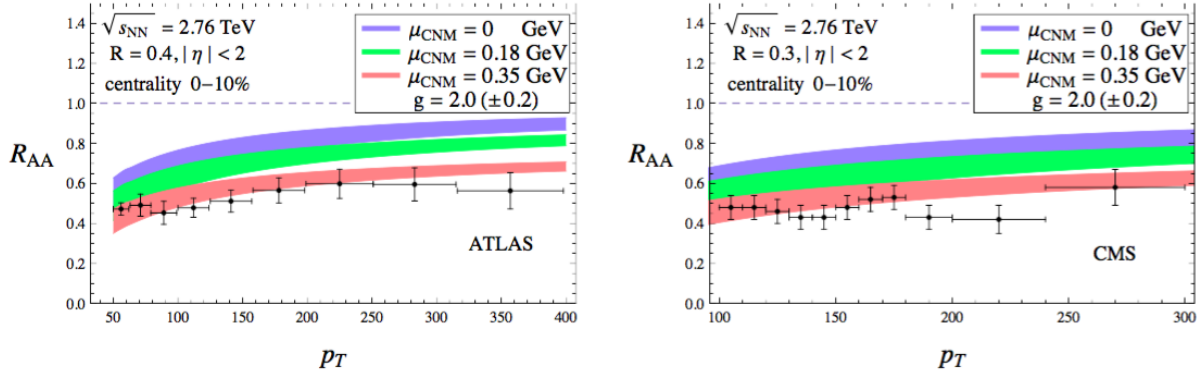 √s_NN = 2.76 TeV
R = 0.4, | η | < 2
centrality 0–10%
μ_CNM = 0 GeV
μ_CNM = 0.18 GeV
μ_CNM = 0.35 GeV
g = 2.0 (± 0.2)
1.4
1.2
1.0
0.8
0.6
0.4
0.2
0.0
R_AA
ATLAS
50 100 150 200 250 300 350 400
p_T
√s_NN = 2.76 TeV
R = 0.3, | η | < 2
centrality 0–10%
μ_CNM = 0 GeV
μ_CNM = 0.18 GeV
μ_CNM = 0.35 GeV
g = 2.0 (± 0.2)
1.4
1.2
1.0
0.8
0.6
0.4
0.2
0.0
R_AA
CMS
100 150 200 250 300
p_T